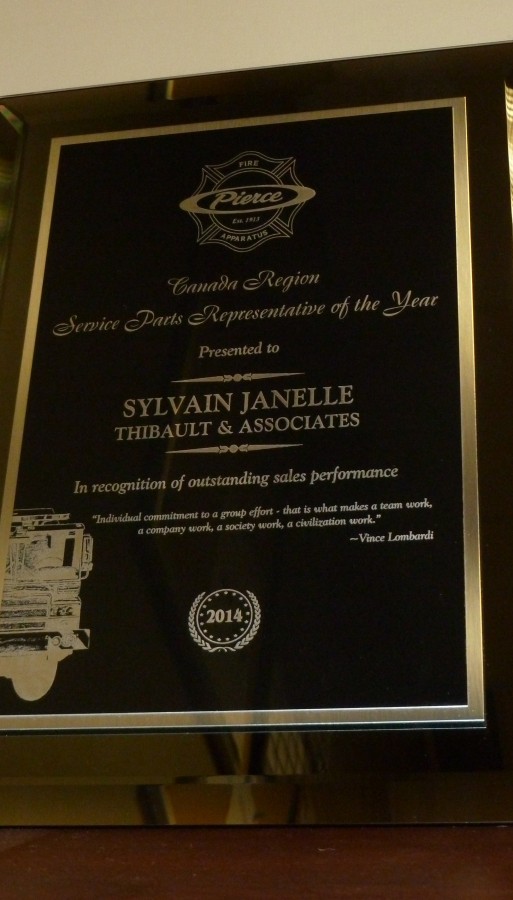 FIRE
Pierce
EST. 1913
APPARATUS
Canada Region
Service Parts Representative of the Year
Presented to
SYLVAIN JANELLE
THIBAULT & ASSOCIATES
In recognition of outstanding sales performance
"Individual commitment to a group effort - that is what makes a team work,
a company work, a society work, a civilization work."
~Vince Lombardi
2014